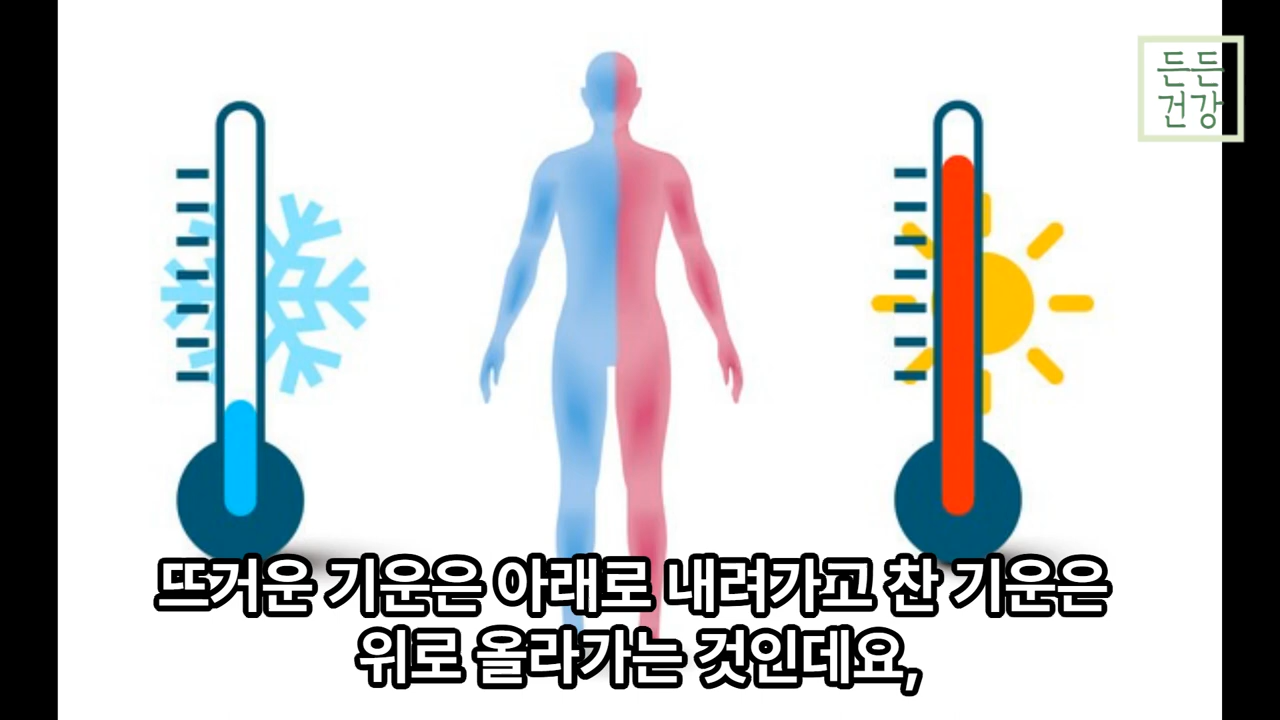 든든
건강
뜨거운 기운은 아래로 내려가고 찬 기운은
위로 올라가는 것인데요,